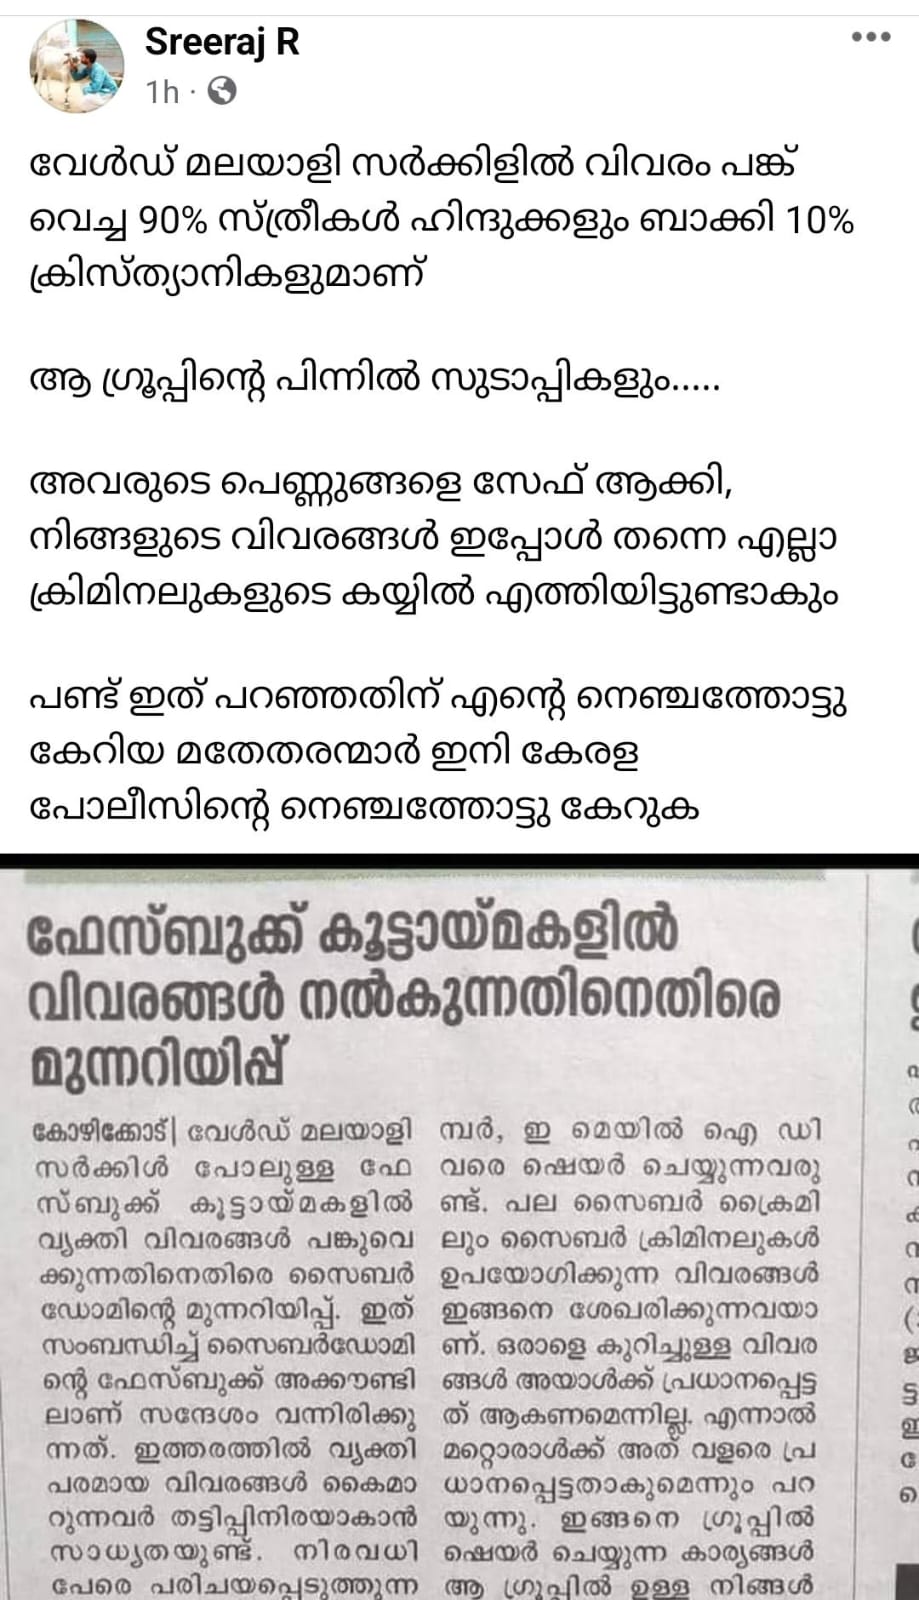 Sreeraj R
1h
വേൾഡ് മലയാളി സർക്കിളിൽ വിവരം പങ്ക്
വെച്ച 90% സ്ത്രീകൾ ഹിന്ദുക്കളും ബാക്കി 10%
ക്രിസ്ത്യാനികളുമാണ്
ആ ഗ്രൂപ്പിന്റെ പിന്നിൽ സുടാപ്പികളും.....
അവരുടെ പെണ്ണുങ്ങളെ സേഫ് ആക്കി,
നിങ്ങളുടെ വിവരങ്ങൾ ഇപ്പോൾ തന്നെ എല്ലാ
ക്രിമിനലുകളുടെ കയ്യിൽ എത്തിയിട്ടുണ്ടാകും
പണ്ട് ഇത് പറഞ്ഞതിന് എന്റെ നെഞ്ചത്തോട്ടു
കേറിയ മതേതരന്മാർ ഇനി കേരള
പോലീസിന്റെ നെഞ്ചത്തോട്ടു കേറുക
ഫേസ്ബുക്ക് കൂട്ടായ്മകളിൽ
വിവരങ്ങൾ നൽകുന്നതിനെതിരെ
മുന്നറിയിപ്പ്
കോഴിക്കോട്| വേൾഡ് മലയാളി
സർക്കിൾ പോലുള്ള ഫേ
സ്ബുക്ക് കൂട്ടായ്മകളിൽ
വ്യക്തി വിവരങ്ങൾ പങ്കുവെ
ക്കുന്നതിനെതിരെ സൈബർ
ഡോമിന്റെ മുന്നറിയിപ്പ്. ഇത്
സംബന്ധിച്ച് സൈബർഡോമി
ന്റെ ഫേസ്ബുക്ക് അക്കൗണ്ടി
ലാണ് സന്ദേശം വന്നിരിക്കു
ന്നത്. ഇത്തരത്തിൽ വ്യക്തി
പരമായ വിവരങ്ങൾ കൈമാ
റുന്നവർ തട്ടിപ്പിനിരയാകാൻ
സാധ്യതയുണ്ട്. നിരവധി
പേരെ പരിചയപ്പെടുത്തുന്ന
മ്പർ, ഇ മെയിൽ ഐ ഡി
വരെ ഷെയർ ചെയ്യുന്നവരു
ണ്ട്. പല സൈബർ ക്രൈമി
ലും സൈബർ ക്രിമിനലുകൾ
ഉപയോഗിക്കുന്ന വിവരങ്ങൾ
ഇങ്ങനെ ശേഖരിക്കുന്നവയാ
ണ്. ഒരാളെ കുറിച്ചുള്ള വിവര
ങ്ങൾ അയാൾക്ക് പ്രധാനപ്പെട്ട
ത് ആകണമെന്നില്ല. എന്നാൽ
മറ്റൊരാൾക്ക് അത് വളരെ പ്ര
ധാനപ്പെട്ടതാകുമെന്നും പറ
യുന്നു. ഇങ്ങനെ ഗ്രൂപ്പിൽ
ഷെയർ ചെയ്യുന്ന കാര്യങ്ങൾ
ആ ഗ്രൂപ്പിൽ ഉള്ള നിങ്ങൾ